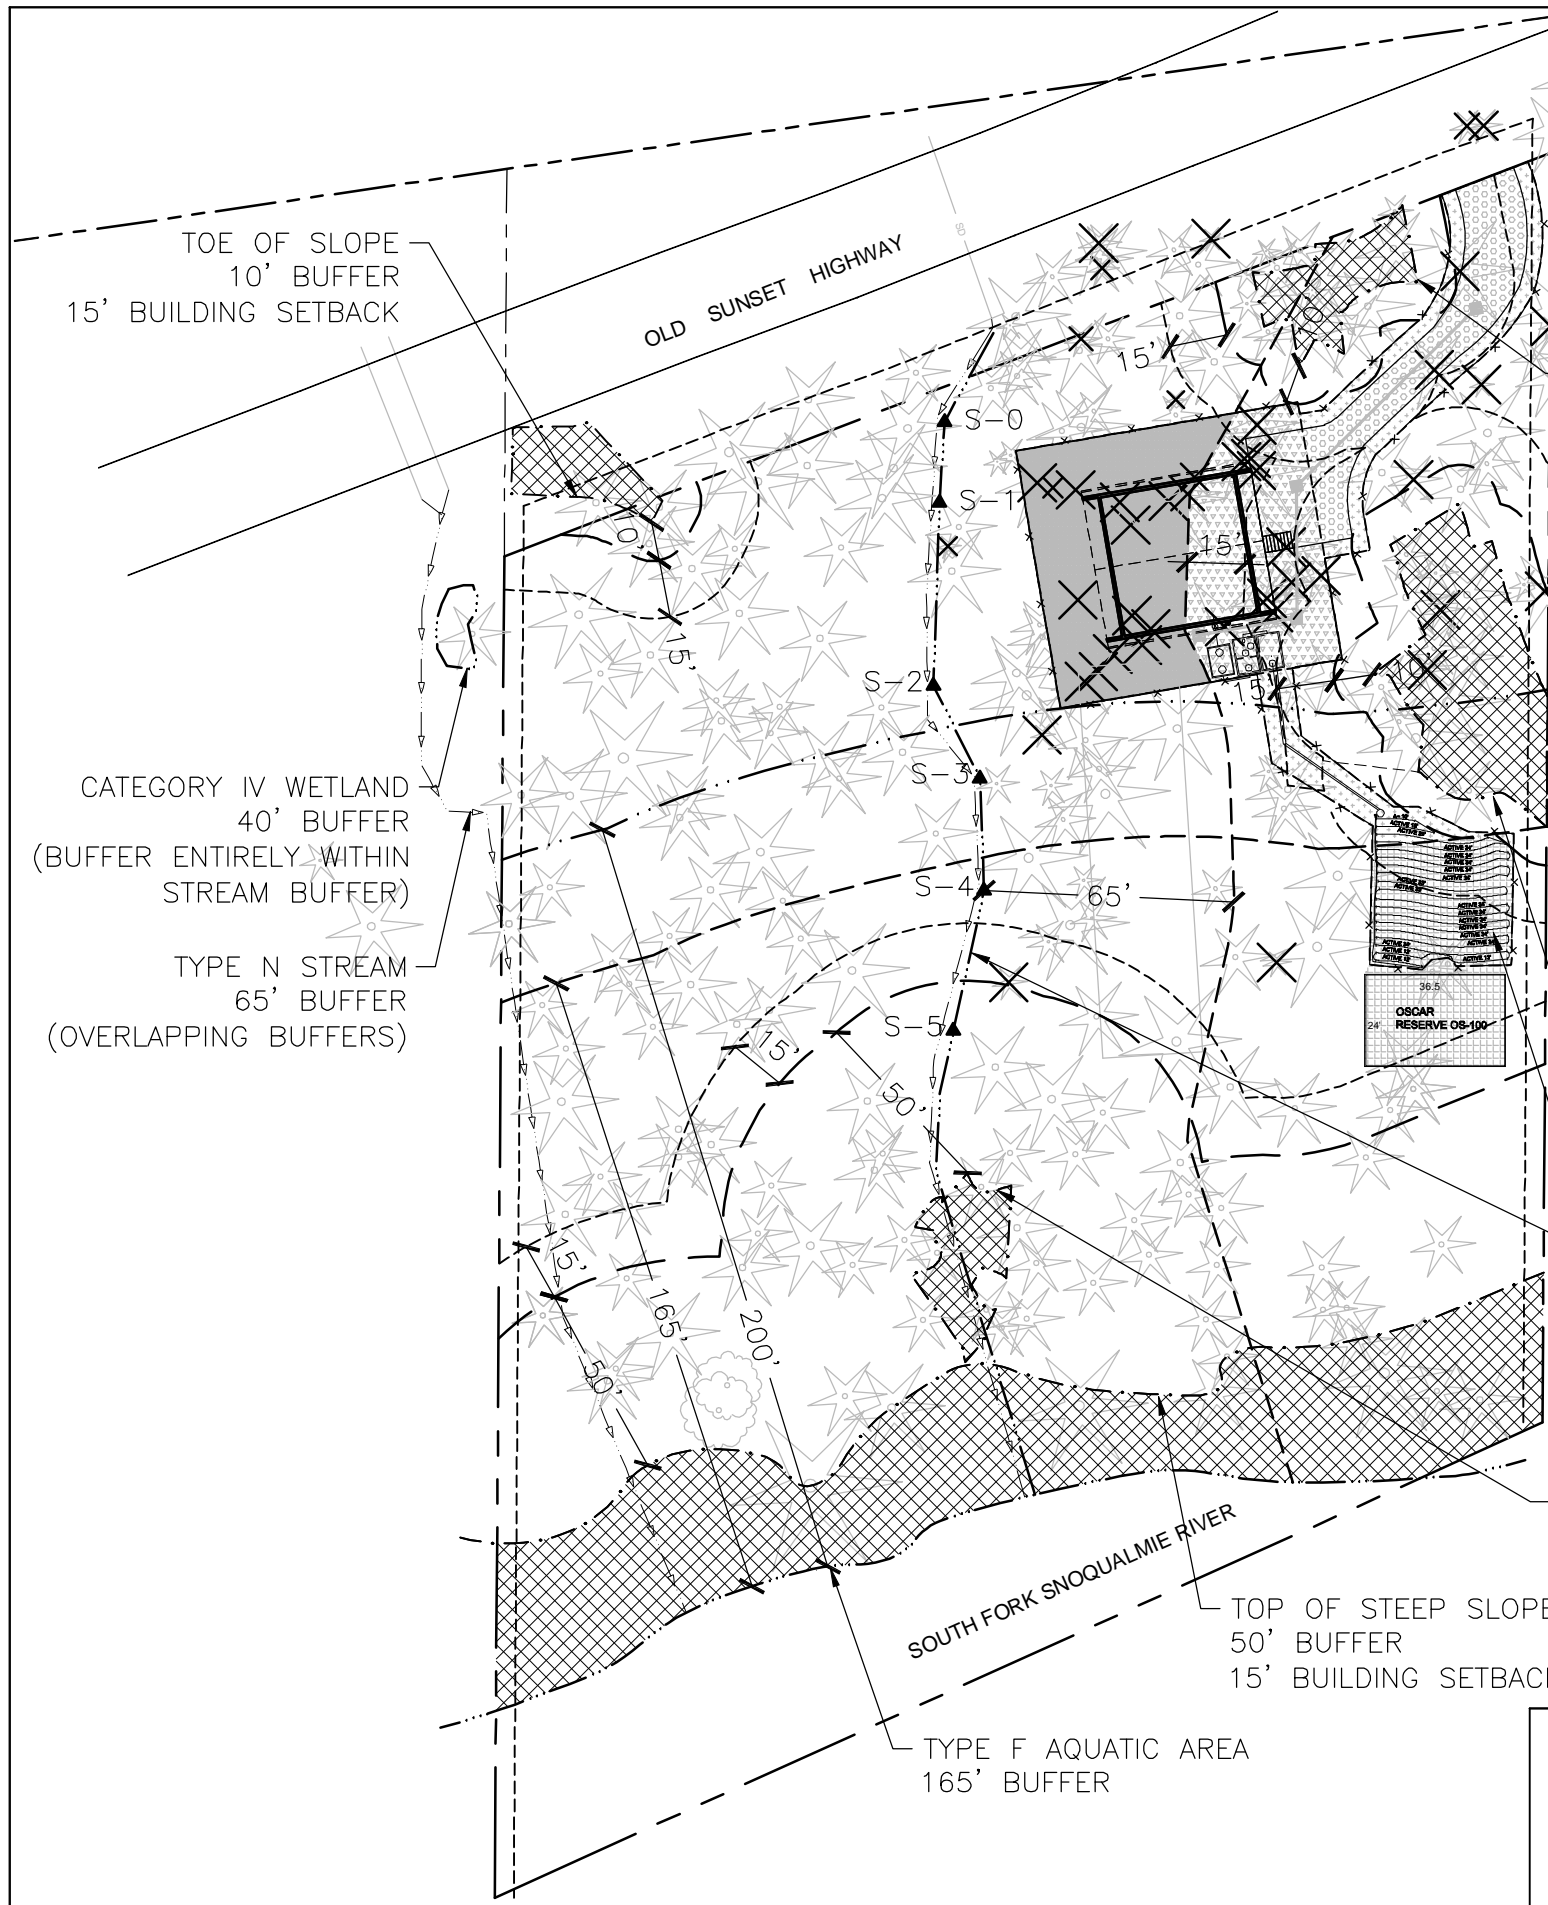 TOE OF SLOPE
10' BUFFER
15' BUILDING SETBACK
OLD SUNSET HIGHWAY
SD
15'
10'
S-0
S-1
10'
15'
15'
S-2
15'
10'
S-3
CATEGORY IV WETLAND
40' BUFFER
(BUFFER ENTIRELY WITHIN
STREAM BUFFER)
S-4
65'
TYPE N STREAM
65' BUFFER
(OVERLAPPING BUFFERS)
36.5
24'
OSCAR
RESERVE OS-100
S-5
15'
50'
15'
165'
200'
50'
SOUTH FORK SNOQUALMIE RIVER
TOP OF STEEP SLOPE
50' BUFFER
15' BUILDING SETBACK
TYPE F AQUATIC AREA
165' BUFFER